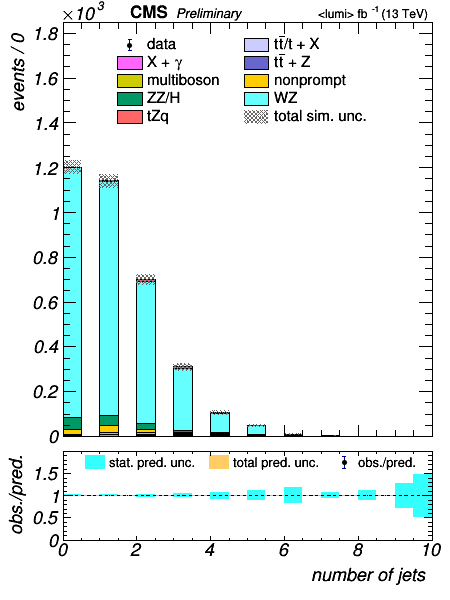 ×10³ CMS Preliminary <lumi> fb⁻¹ (13 TeV)
data tt̄/t + X
X + γ tt̄ + Z
multiboson nonprompt
ZZ/H WZ
tZq total sim. unc.
events / 0
1.8
1.6
1.4
1.2
1
0.8
0.6
0.4
0.2
0
stat. pred. unc. total pred. unc. obs./pred.
obs./pred.
1.5
1
0.5
0
0 2 4 6 8 10
number of jets